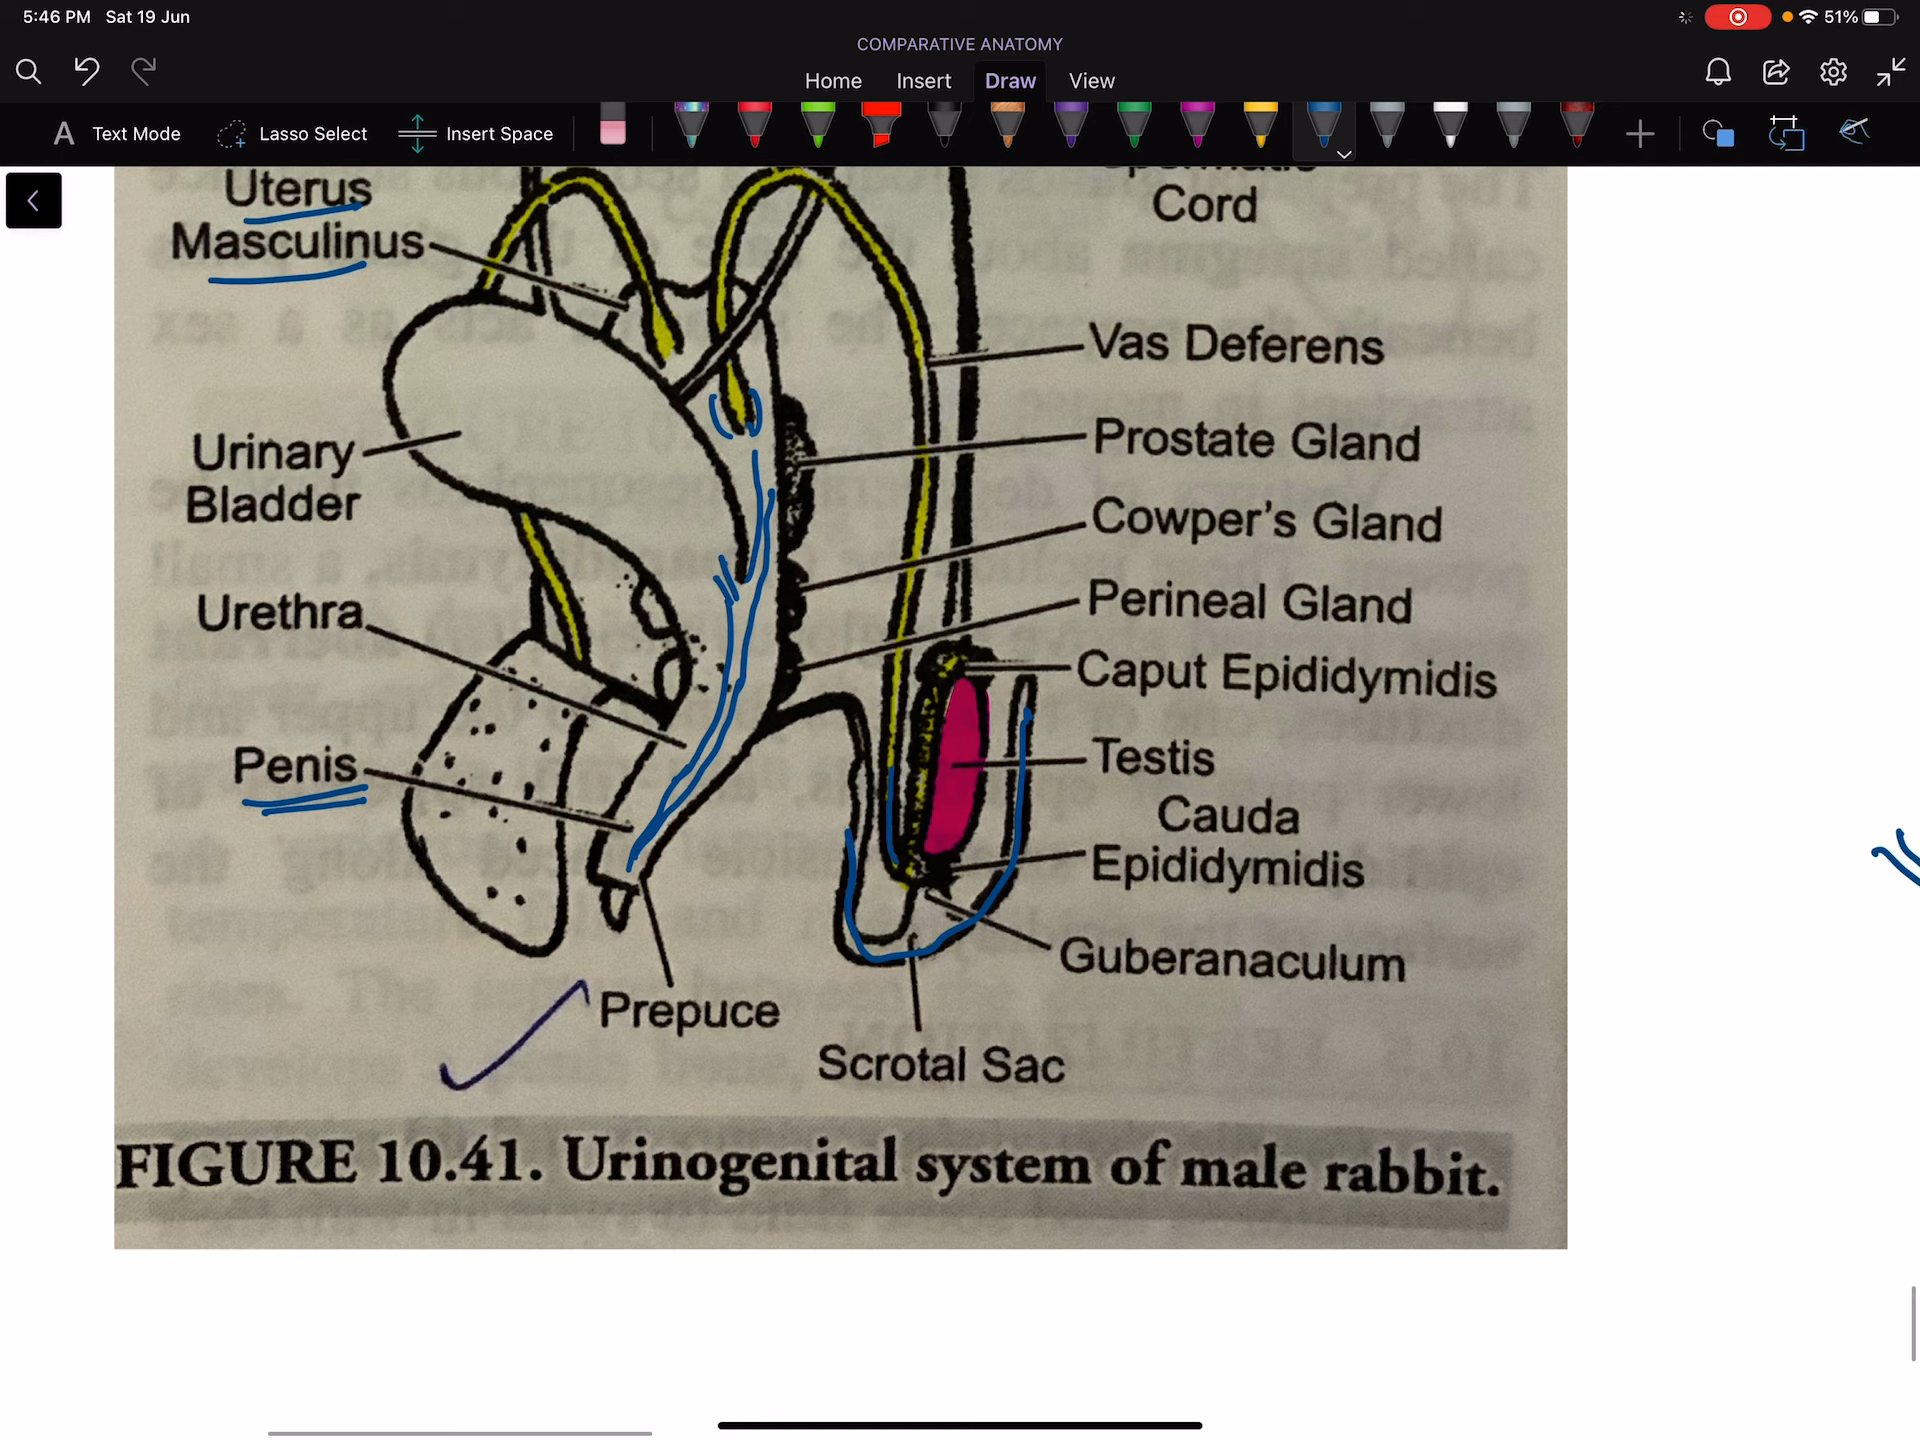 5:46 PM Sat 19 Jun
51%
COMPARATIVE ANATOMY
Home Insert Draw View
A Text Mode Lasso Select Insert Space
Uterus
Masculinus
Cord
Vas Deferens
Prostate Gland
Urinary
Bladder
Cowper's Gland
Urethra
Perineal Gland
Caput Epididymidis
Penis
Testis
Cauda
Epididymidis
Guberanaculum
Prepuce
Scrotal Sac
FIGURE 10.41. Urinogenital system of male rabbit.